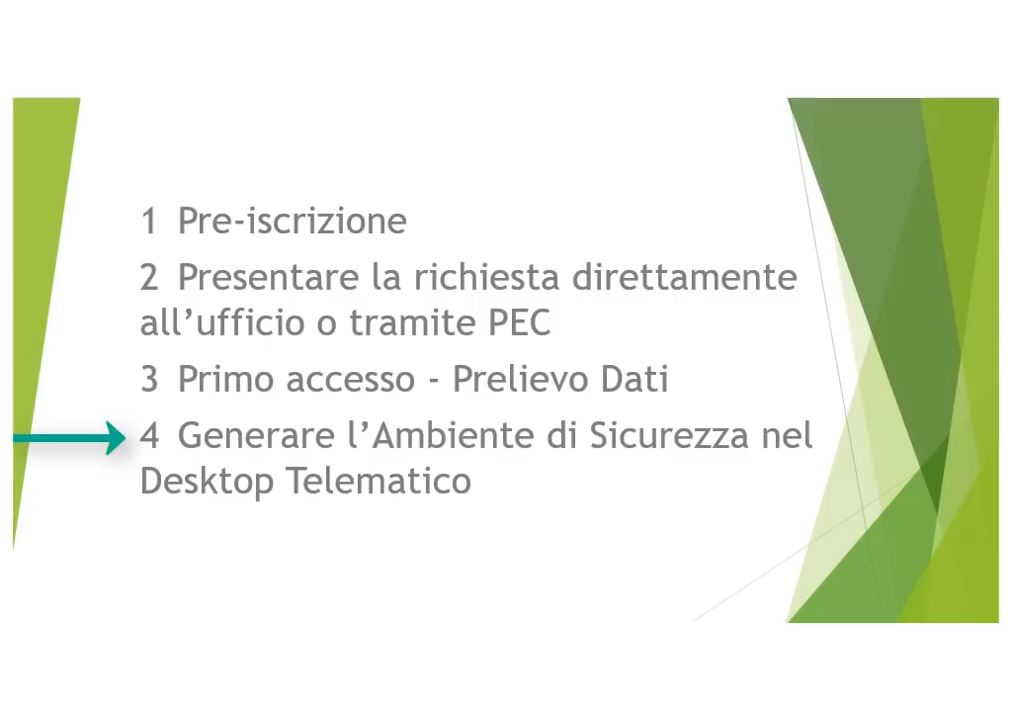 1 Pre-iscrizione
2 Presentare la richiesta direttamente
all’ufficio o tramite PEC
3 Primo accesso - Prelievo Dati
4 Generare l’Ambiente di Sicurezza nel
Desktop Telematico